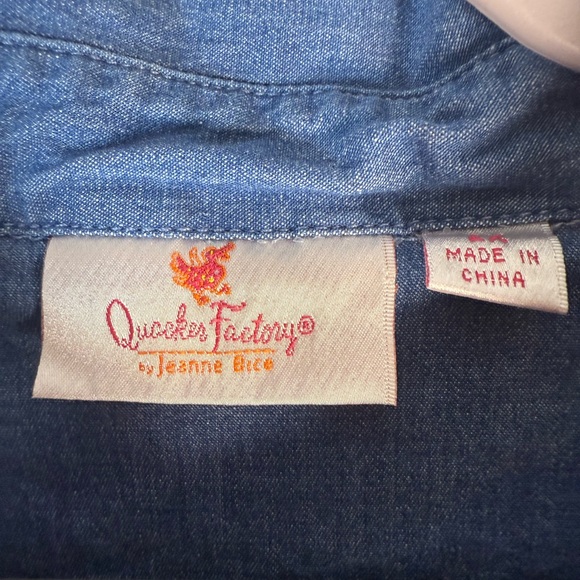 Quacker Factory®
by Jeanne Bice
MADE IN
CHINA